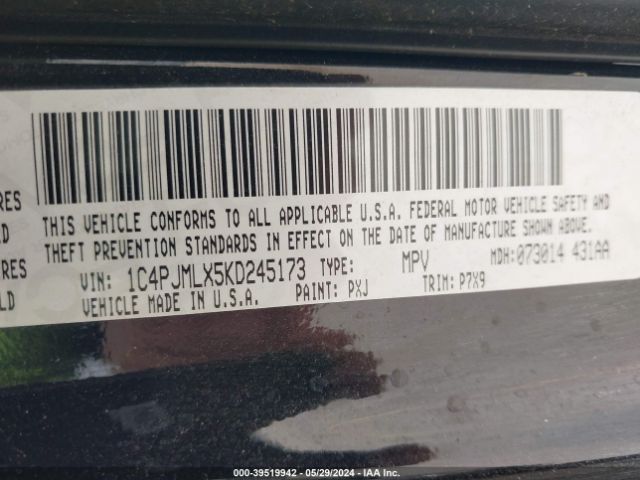 RES
LD
RES
LD
THIS VEHICLE CONFORMS TO ALL APPLICABLE U.S.A. FEDERAL MOTOR VEHICLE SAFETY AND
THEFT PREVENTION STANDARDS IN EFFECT ON THE DATE OF MANUFACTURE SHOWN ABOVE.
VIN: 1C4PJMLX5KD245173 TYPE: MPV MDH:073014 431AA
VEHICLE MADE IN U.S.A. PAINT: PXJ TRIM: P7X9
000-39519942 - 05/29/2024 - IAA Inc.